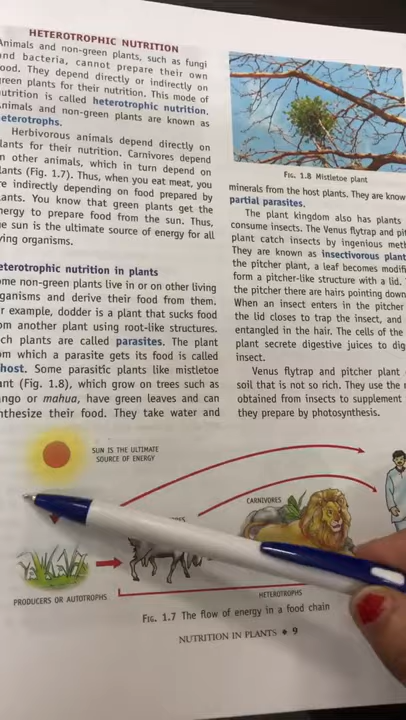 HETEROTROPHIC NUTRITION
Animals and non-green plants, such as fungi
and bacteria, cannot prepare their own
food. They depend directly or indirectly on
green plants for their nutrition. This mode of
nutrition is called heterotrophic nutrition.
Animals and non-green plants are known as
heterotrophs.
Herbivorous animals depend directly on
plants for their nutrition. Carnivores depend
on other animals, which in turn depend on
plants (Fig. 1.7). Thus, when you eat meat, you
are indirectly depending on food prepared by
plants. You know that green plants get the
energy to prepare food from the sun. Thus,
the sun is the ultimate source of energy for all
living organisms.
Heterotrophic nutrition in plants
Some non-green plants live in or on other living
organisms and derive their food from them.
For example, dodder is a plant that sucks food
from another plant using root-like structures.
Such plants are called parasites. The plant
from which a parasite gets its food is called
host. Some parasitic plants like mistletoe
plant (Fig. 1.8), which grow on trees such as
mango or mahua, have green leaves and can
synthesize their food. They take water and
FIG. 1.8 Mistletoe plant
minerals from the host plants. They are know
partial parasites.
The plant kingdom also has plants
consume insects. The Venus flytrap and pit
plant catch insects by ingenious meth
They are known as insectivorous plant
the pitcher plant, a leaf becomes modifi
form a pitcher-like structure with a lid.
the pitcher there are hairs pointing down
When an insect enters in the pitcher
the lid closes to trap the insect, and
entangled in the hair. The cells of the
plant secrete digestive juices to dig
insect.
Venus flytrap and pitcher plant
soil that is not so rich. They use the
obtained from insects to supplement
they prepare by photosynthesis.
SUN IS THE ULTIMATE
SOURCE OF ENERGY
CARNIVORES
PRODUCERS OR AUTOTROPHS
HETEROTROPHS
FIG. 1.7 The flow of energy in a food chain
NUTRITION IN PLANTS ◆ 9